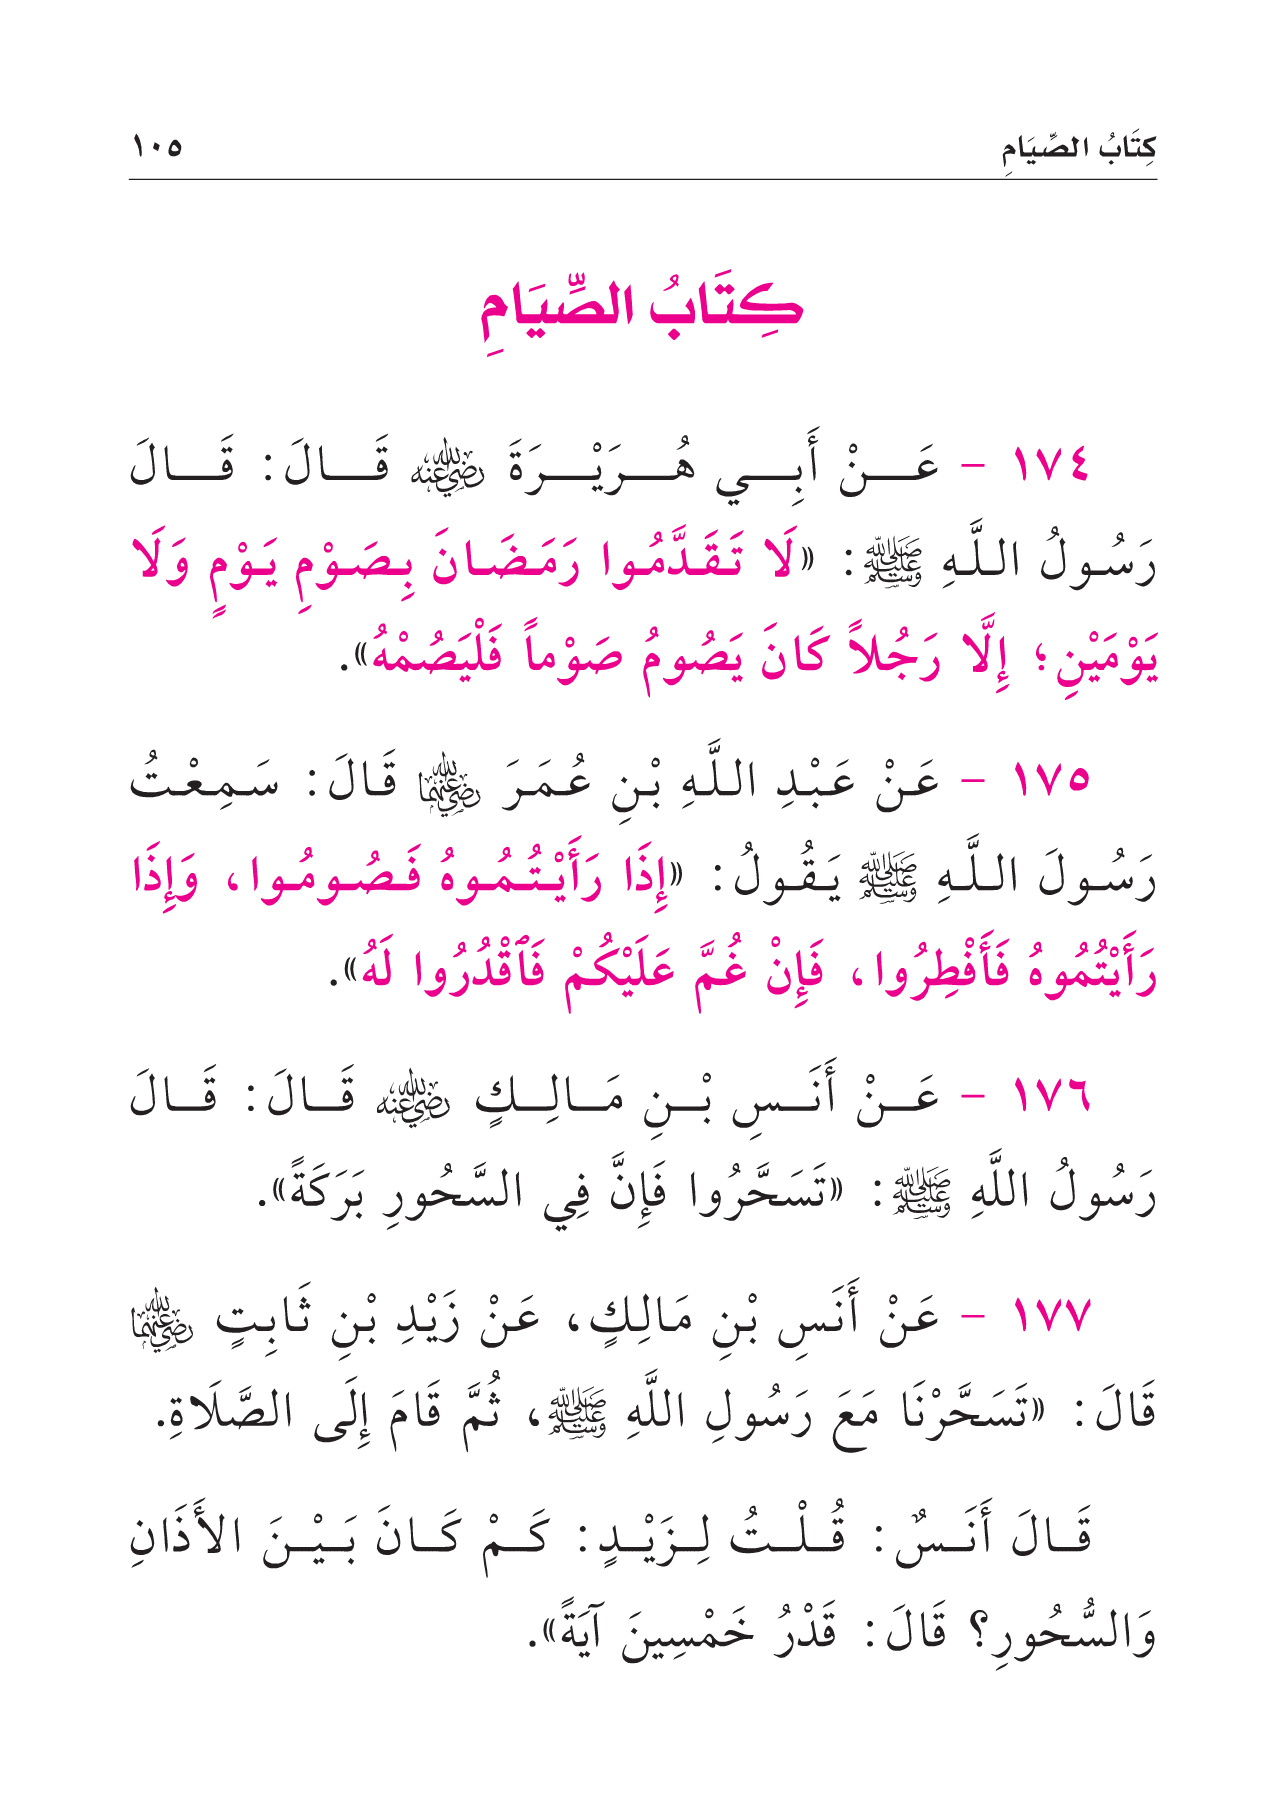 كِتَابُ الصِّيَامِ ١٠٥
كِتَابُ الصِّيَامِ
١٧٤ - عَنْ أَبِي هُرَيْرَةَ رضي الله عنه قَالَ: قَالَ
رَسُولُ اللَّهِ ﷺ: «لَا تَقَدَّمُوا رَمَضَانَ بِصَوْمِ يَوْمٍ وَلَا
يَوْمَيْنِ؛ إِلَّا رَجُلاً كَانَ يَصُومُ صَوْماً فَلْيَصُمْهُ».
١٧٥ - عَنْ عَبْدِ اللَّهِ بْنِ عُمَرَ رضي الله عنهما قَالَ: سَمِعْتُ
رَسُولَ اللَّهِ ﷺ يَقُولُ: «إِذَا رَأَيْتُمُوهُ فَصُومُوا، وَإِذَا
رَأَيْتُمُوهُ فَأَفْطِرُوا، فَإِنْ غُمَّ عَلَيْكُمْ فَٱقْدُرُوا لَهُ».
١٧٦ - عَنْ أَنَسِ بْنِ مَالِكٍ رضي الله عنه قَالَ: قَالَ
رَسُولُ اللَّهِ ﷺ: «تَسَحَّرُوا فَإِنَّ فِي السَّحُورِ بَرَكَةً».
١٧٧ - عَنْ أَنَسِ بْنِ مَالِكٍ، عَنْ زَيْدِ بْنِ ثَابِتٍ رضي الله عنهما
قَالَ: «تَسَحَّرْنَا مَعَ رَسُولِ اللَّهِ ﷺ، ثُمَّ قَامَ إِلَى الصَّلَاةِ.
قَالَ أَنَسٌ: قُلْتُ لِزَيْدٍ: كَمْ كَانَ بَيْنَ الأَذَانِ
وَالسُّحُورِ؟ قَالَ: قَدْرُ خَمْسِينَ آيَةً».